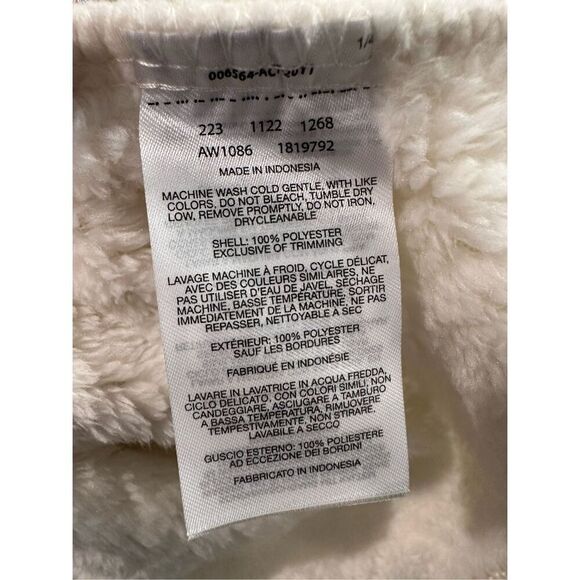 1/4
223 1122 1268
AW1086 1819792
MADE IN INDONESIA
MACHINE WASH COLD GENTLE, WITH LIKE
COLORS, DO NOT BLEACH, TUMBLE DRY
LOW, REMOVE PROMPTLY, DO NOT IRON,
DRYCLEANABLE
SHELL: 100% POLYESTER
EXCLUSIVE OF TRIMMING
LAVAGE MACHINE À FROID, CYCLE DÉLICAT,
AVEC DES COULEURS SIMILAIRES, NE
PAS UTILISER D'EAU DE JAVEL, SÉCHAGE
MACHINE, BASSE TEMPÉRATURE, SORTIR
IMMÉDIATEMENT DE LA MACHINE, NE PAS
REPASSER, NETTOYABLE A SEC
EXTÉRIEUR: 100% POLYESTER
SAUF LES BORDURES
FABRIQUÉ EN INDONÉSIE
LAVARE IN LAVATRICE IN ACQUA FREDDA,
CICLO DELICATO, CON COLORI SIMILI, NON
CANDEGGIARE, ASCIUGARE A TAMBURO
A BASSA TEMPERATURA, RIMUOVERE
TEMPESTIVAMENTE, NON STIRARE,
LAVABILE A SECCO
GUSCIO ESTERNO: 100% POLIESTERE
AD ECCEZIONE DEI BORDINI
FABBRICATO IN INDONESIA